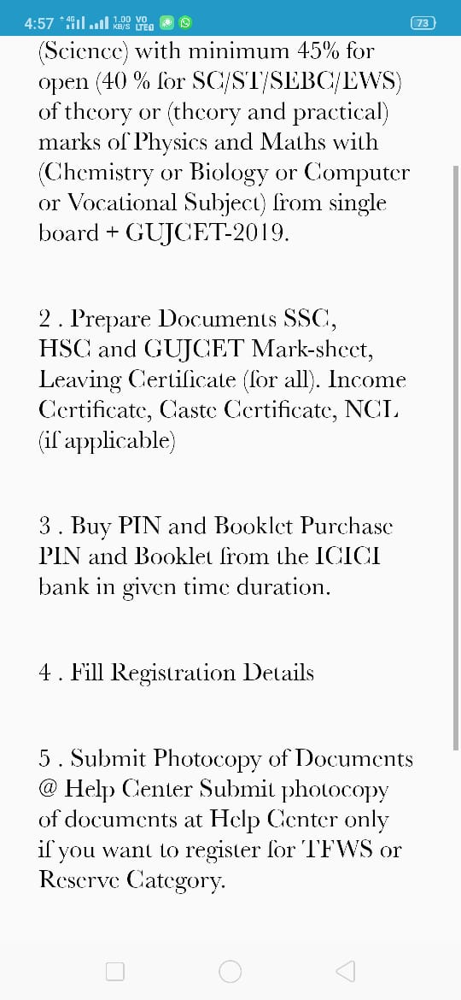 4:57 4G 1.00 KB/S VO LTE 73
(Science) with minimum 45% for
open (40 % for SC/ST/SEBC/EWS)
of theory or (theory and practical)
marks of Physics and Maths with
(Chemistry or Biology or Computer
or Vocational Subject) from single
board + GUJCET-2019.
2 . Prepare Documents SSC,
HSC and GUJCET Mark-sheet,
Leaving Certificate (for all). Income
Certificate, Caste Certificate, NCL
(if applicable)
3 . Buy PIN and Booklet Purchase
PIN and Booklet from the ICICI
bank in given time duration.
4 . Fill Registration Details
5 . Submit Photocopy of Documents
@ Help Center Submit photocopy
of documents at Help Center only
if you want to register for TFWS or
Reserve Category.